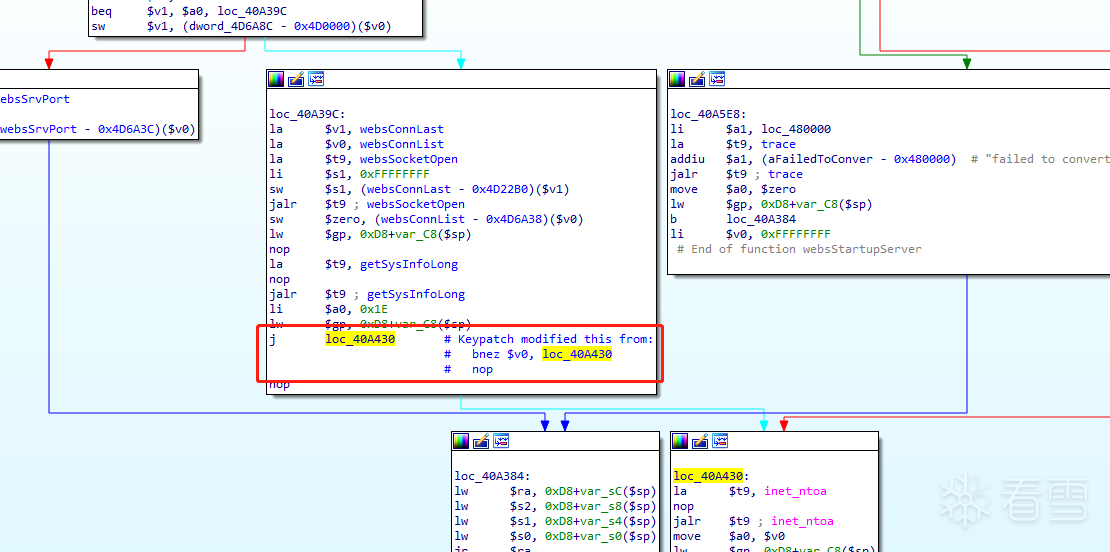 beq $v1, $a0, loc_40A39C
sw $v1, (dword_4D6A8C - 0x4D0000)($v0)
ebsSrvPort
websSrvPort - 0x4D6A3C)($v0)
loc_40A39C:
la $v1, websConnLast
la $v0, websConnList
la $t9, websSocketOpen
li $s1, 0xFFFFFFFF
sw $s1, (websConnLast - 0x4D22B0)($v1)
jalr $t9 ; websSocketOpen
sw $zero, (websConnList - 0x4D6A38)($v0)
lw $gp, 0xD8+var_C8($sp)
nop
la $t9, getSysInfoLong
nop
jalr $t9 ; getSysInfoLong
li $a0, 0x1E
lw $gp, 0xD8+var_C8($sp)
j loc_40A430 # Keypatch modified this from:
# bnez $v0, loc_40A430
# nop
nop
loc_40A5E8:
li $a1, loc_480000
la $t9, trace
addiu $a1, (aFailedToConver - 0x480000) # "failed to convert
jalr $t9 ; trace
move $a0, $zero
lw $gp, 0xD8+var_C8($sp)
b loc_40A384
li $v0, 0xFFFFFFFF
# End of function websStartupServer
loc_40A384:
lw $ra, 0xD8+var_sC($sp)
lw $s2, 0xD8+var_s8($sp)
lw $s1, 0xD8+var_s4($sp)
lw $s0, 0xD8+var_s0($sp)
jr $ra
loc_40A430:
la $t9, inet_ntoa
nop
jalr $t9 ; inet_ntoa
move $a0, $v0
lw $gp, 0xD8+var_C8($sp)
看雪